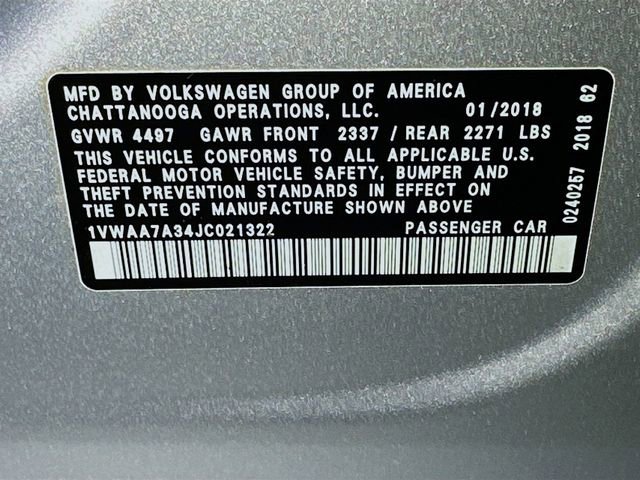 MFD BY VOLKSWAGEN GROUP OF AMERICA
CHATTANOOGA OPERATIONS, LLC. 01/2018
GVWR 4497 GAWR FRONT 2337 / REAR 2271 LBS
THIS VEHICLE CONFORMS TO ALL APPLICABLE U.S.
FEDERAL MOTOR VEHICLE SAFETY, BUMPER AND
THEFT PREVENTION STANDARDS IN EFFECT ON
THE DATE OF MANUFACTURE SHOWN ABOVE
1VWAA7A34JC021322 PASSENGER CAR
0240257 2018 62